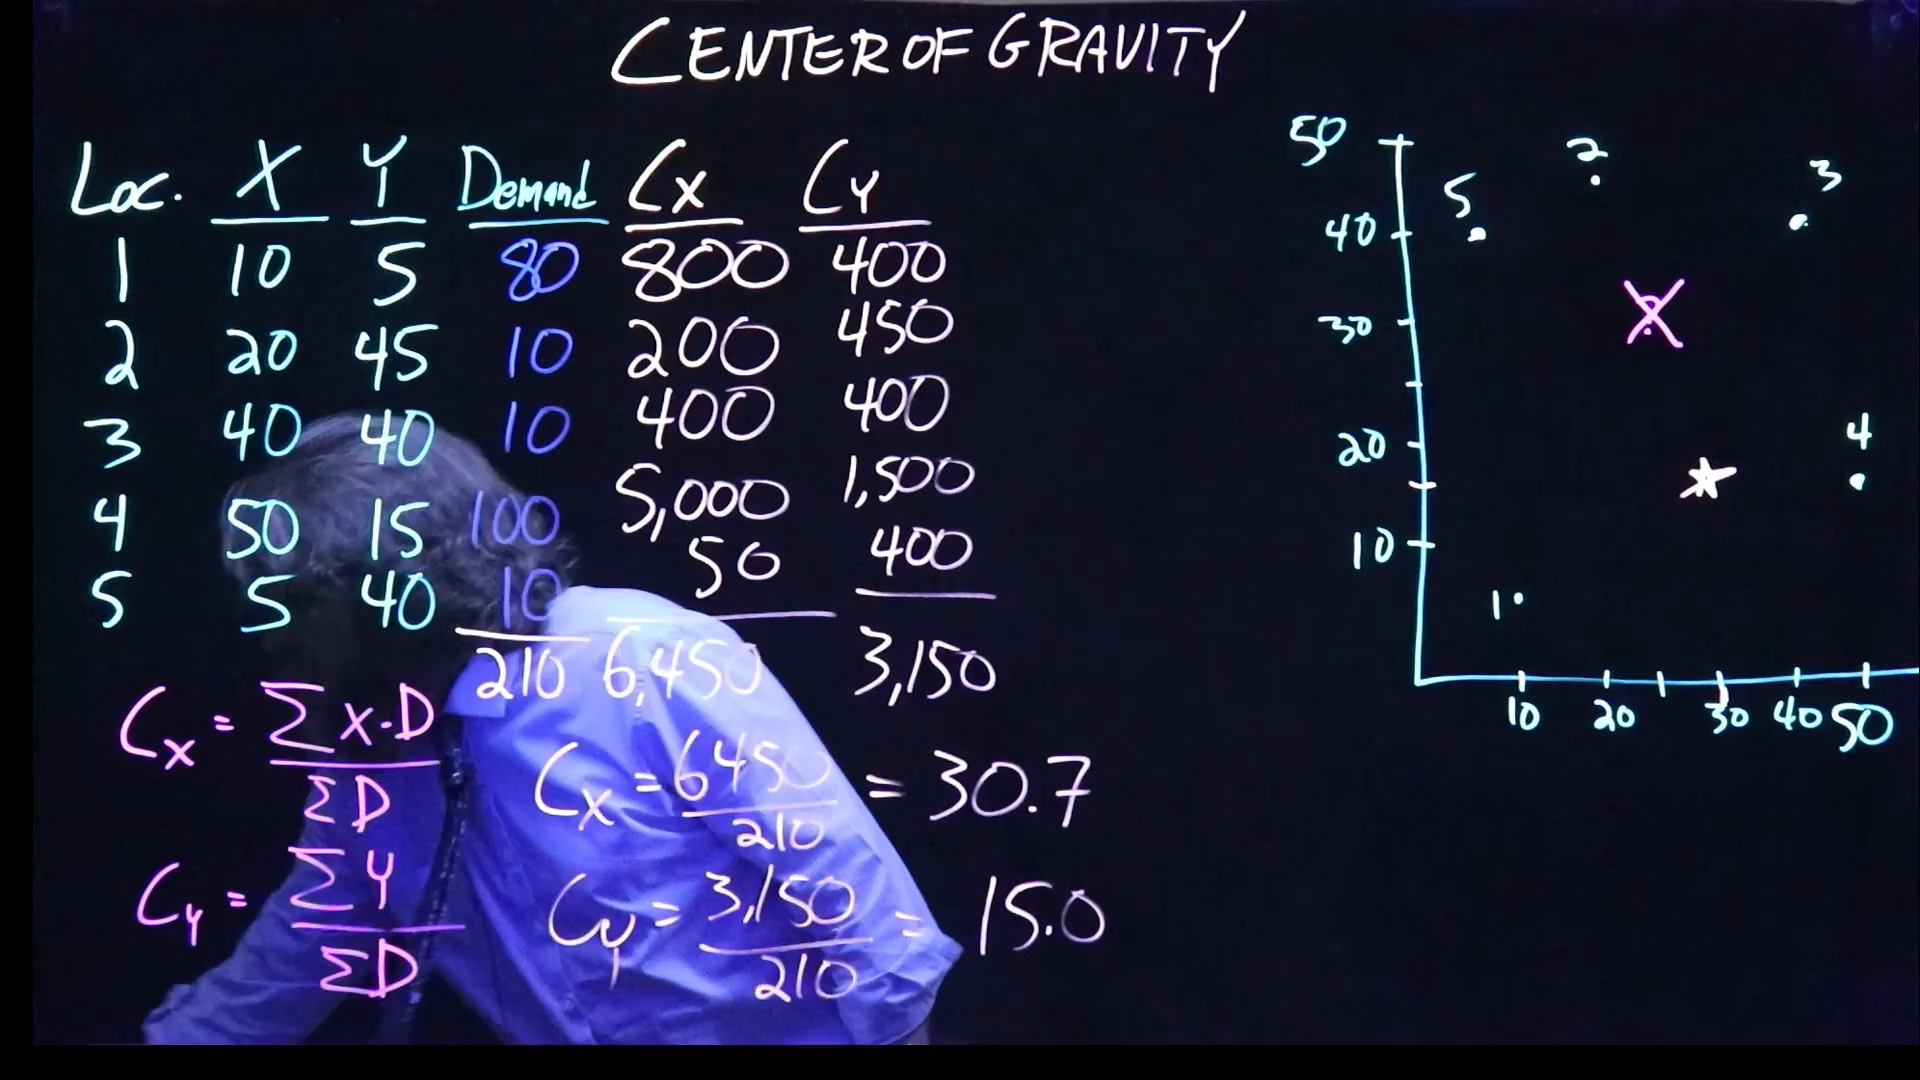 CENTER OF GRAVITY
Loc. X Y Demand Cx Cy
1 10 5 80 800 400
2 20 45 10 200 450
3 40 40 10 400 400
4 50 15 100 5,000 1,500
5 5 40 10 50 400
210 6,450 3,150
Cx = ΣX·D
ΣD
Cy = ΣY
ΣD
Cx = 6450 = 30.7
210
Cy = 3,150 = 15.0
210
50
5 2 3
40
30
20 4
10
1
10 20 30 40 50